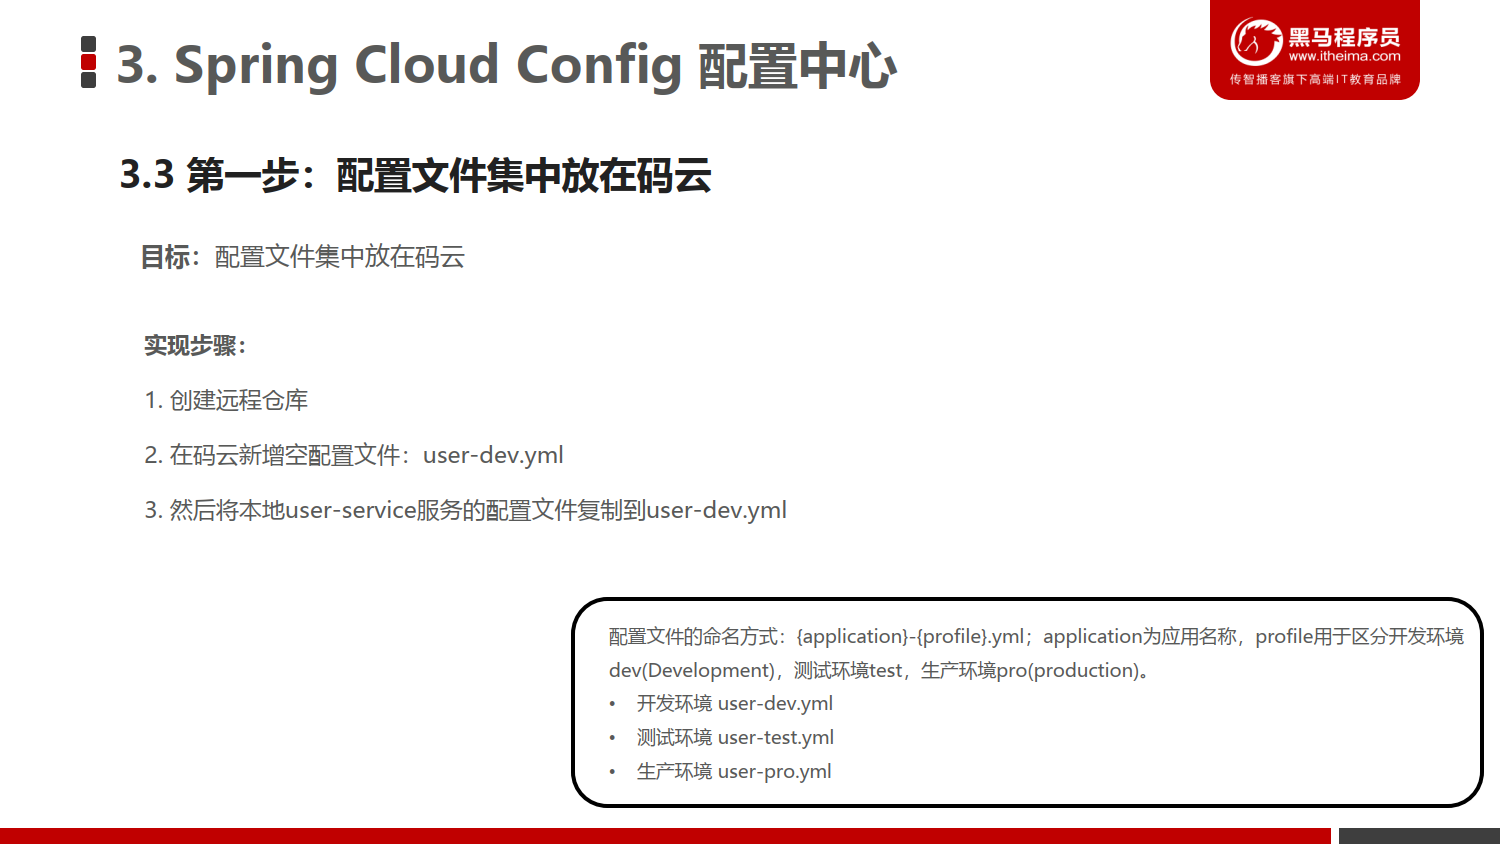 3. Spring Cloud Config 配置中心
黑马程序员
www.itheima.com
传智播客旗下高端IT教育品牌
3.3 第一步：配置文件集中放在码云
目标：配置文件集中放在码云
实现步骤：
1. 创建远程仓库
2. 在码云新增空配置文件：user-dev.yml
3. 然后将本地user-service服务的配置文件复制到user-dev.yml
配置文件的命名方式：{application}-{profile}.yml；application为应用名称，profile用于区分开发环境
dev(Development)，测试环境test，生产环境pro(production)。
• 开发环境 user-dev.yml
• 测试环境 user-test.yml
• 生产环境 user-pro.yml